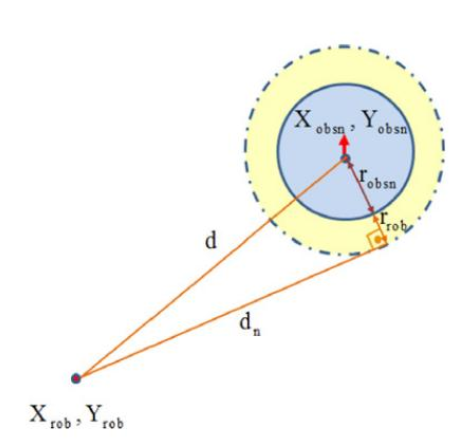 X_obsn , Y_obsn
r_obsn
r_rob
d
d_n
X_rob , Y_rob